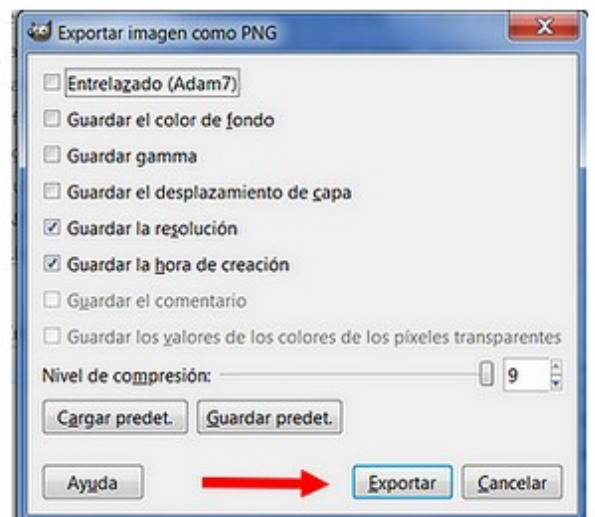 Exportar imagen como PNG
Entrelazado (Adam7)
Guardar el color de fondo
Guardar gamma
Guardar el desplazamiento de capa
Guardar la resolución
Guardar la hora de creación
Guardar el comentario
Guardar los valores de los colores de los píxeles transparentes
Nivel de compresión: 9
Cargar predet. Guardar predet.
Ayuda Exportar Cancelar